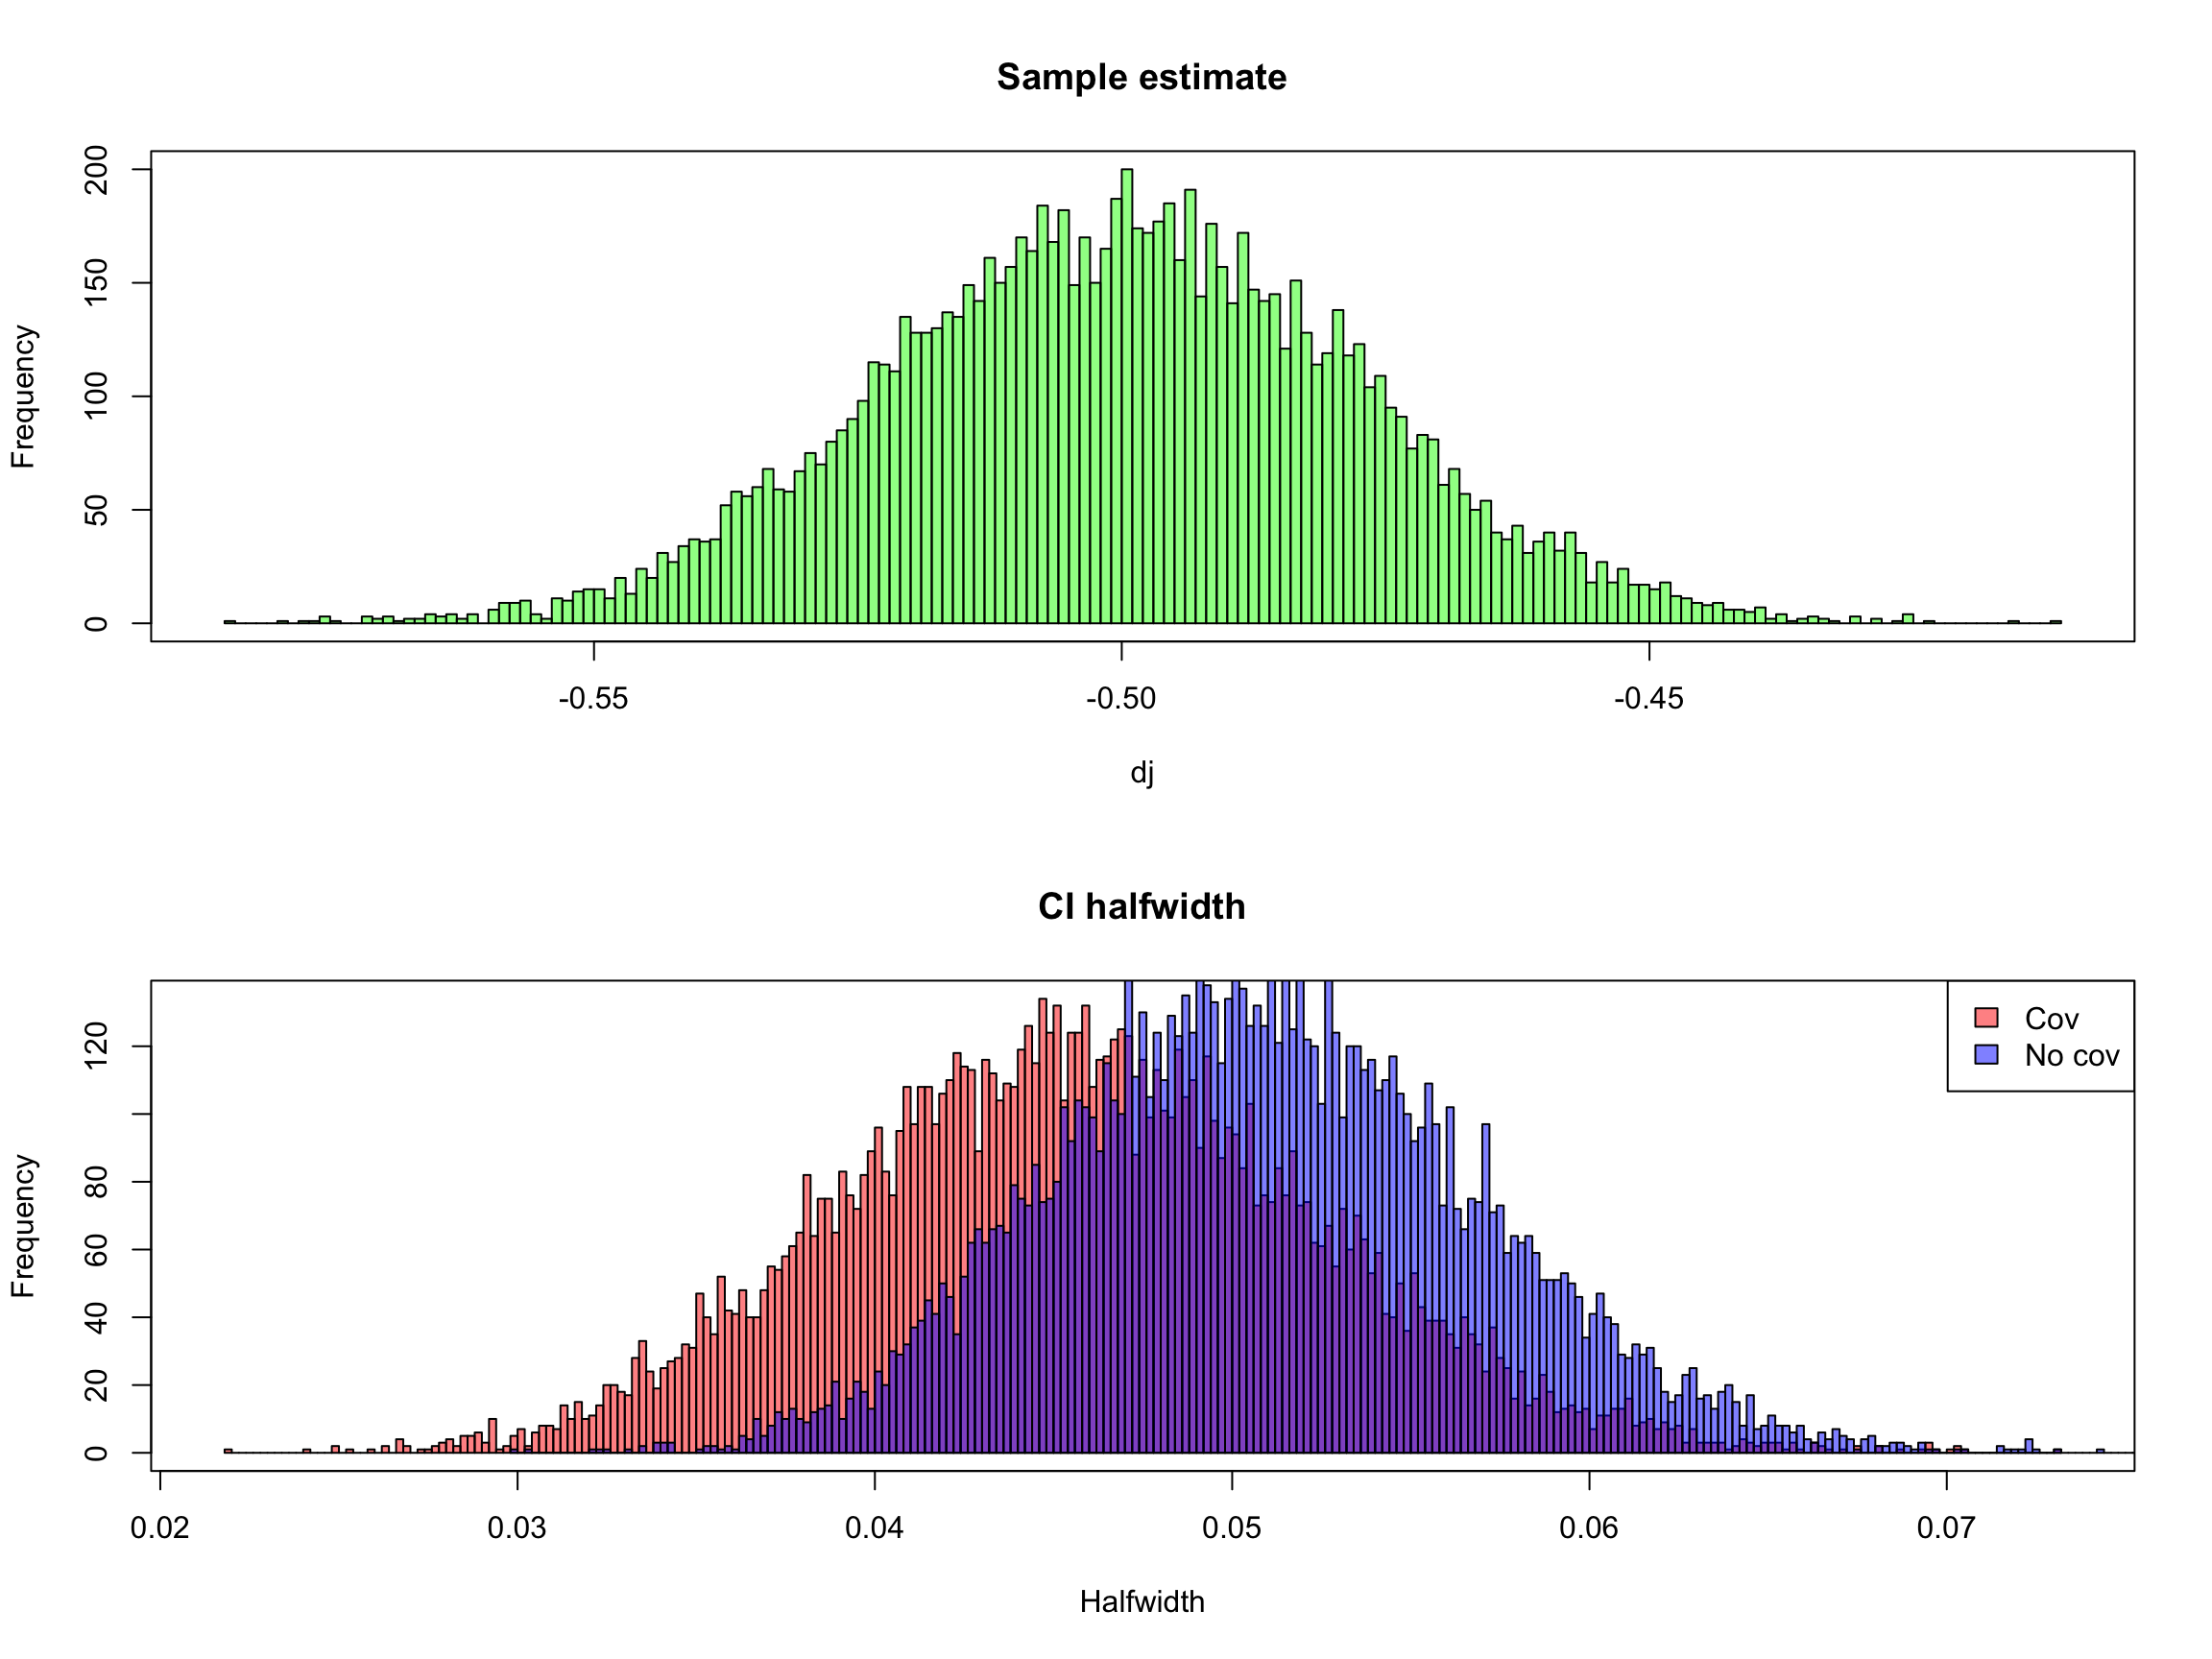 Sample estimate
200
150
100
50
0
Frequency
-0.55 -0.50 -0.45
dj
CI halfwidth
Cov
No cov
120
80
60
40
20
0
Frequency
0.02 0.03 0.04 0.05 0.06 0.07
Halfwidth